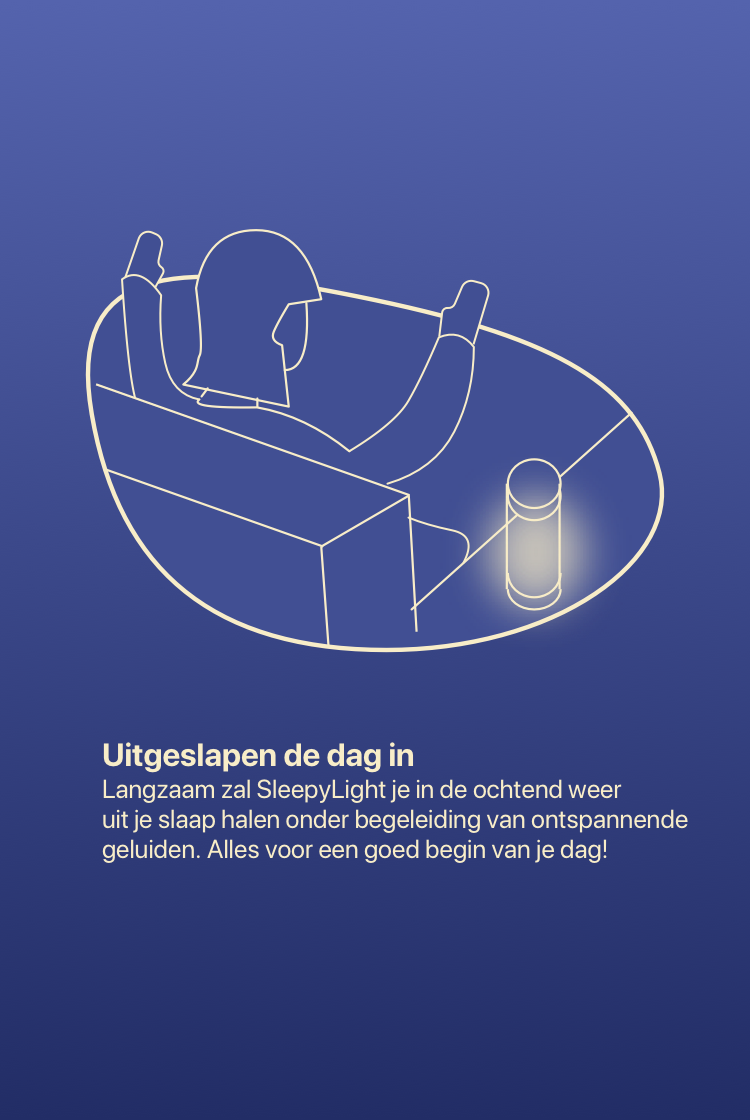 Uitgeslapen de dag in
Langzaam zal SleepyLight je in de ochtend weer
uit je slaap halen onder begeleiding van ontspannende
geluiden. Alles voor een goed begin van je dag!